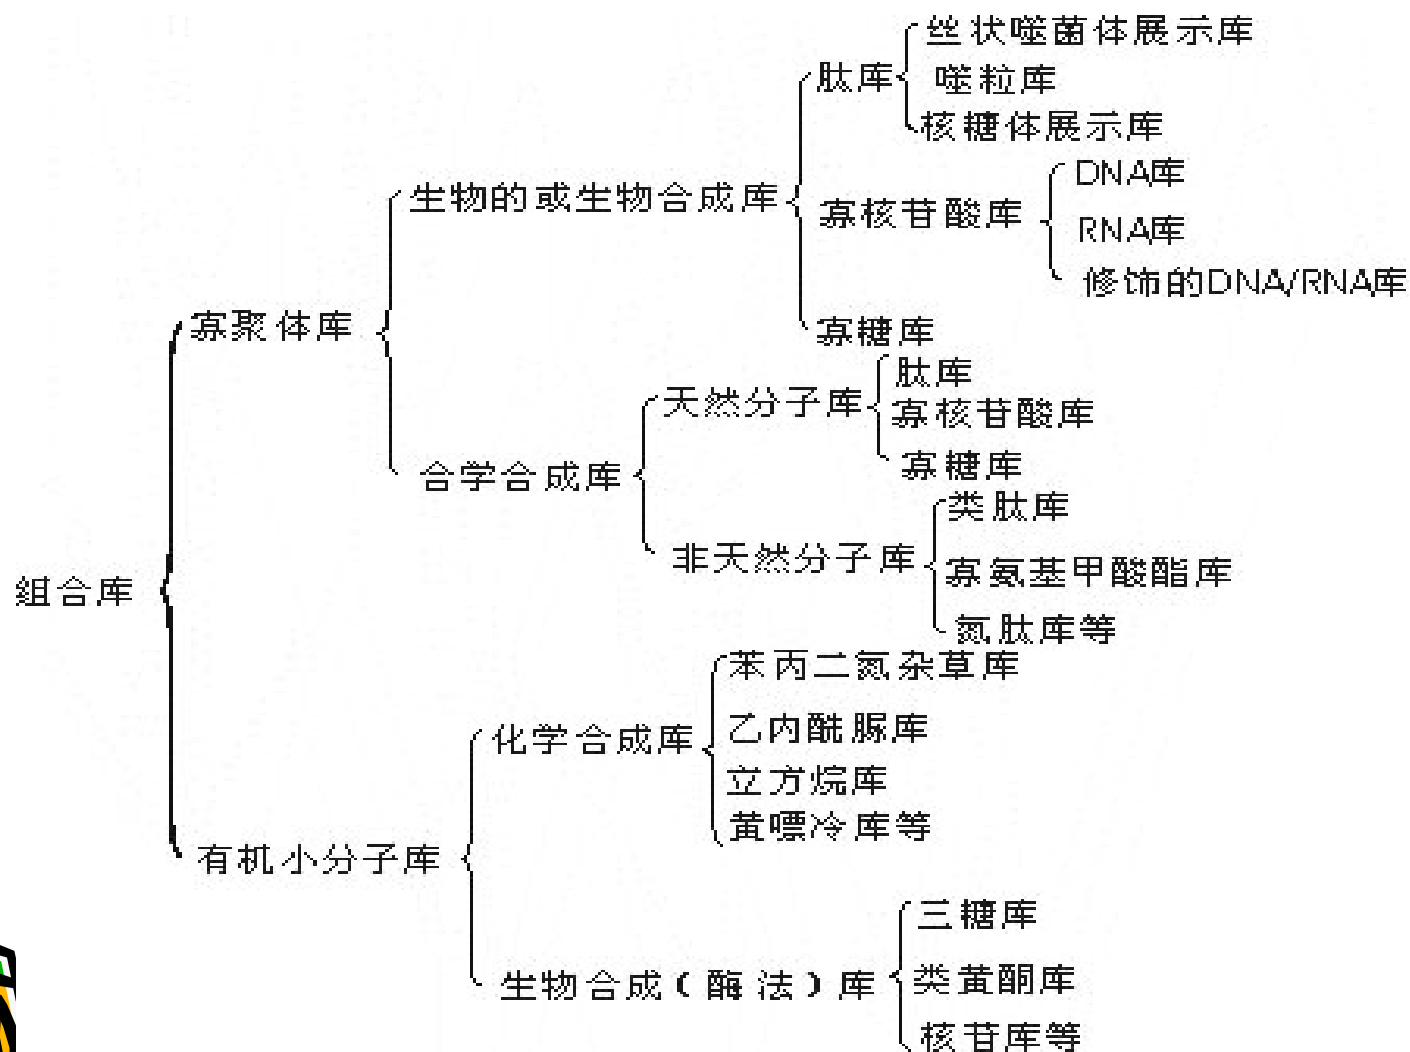 组合库
寡聚体库
生物的或生物合成库
肽库
丝状噬菌体展示库
噬粒库
核糖体展示库
寡核苷酸库
DNA库
RNA库
修饰的DNA/RNA库
寡糖库
合学合成库
天然分子库
肽库
寡核苷酸库
寡糖库
非天然分子库
类肽库
寡氨基甲酸酯库
氮肽库等
有机小分子库
化学合成库
苯丙二氮杂草库
乙内酰脲库
立方烷库
黄嘌冷库等
生物合成(酶法)库
三糖库
类黄酮库
核苷库等